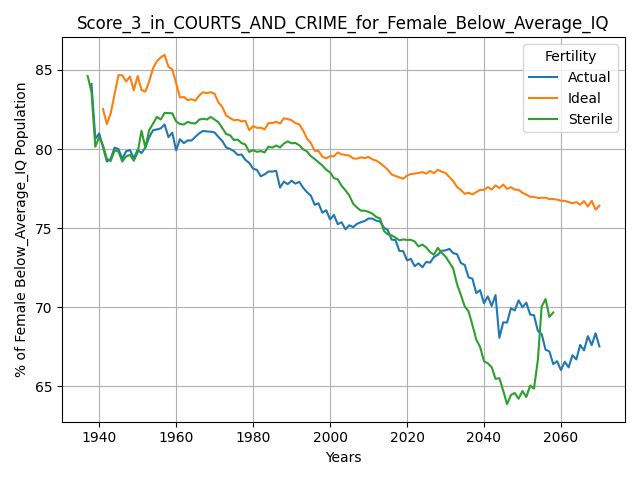 Score_3_in_COURTS_AND_CRIME_for_Female_Below_Average_IQ
% of Female Below_Average_IQ Population
85
80
75
70
65
Fertility
Actual
Ideal
Sterile
1940 1960 1980 2000 2020 2040 2060
Years